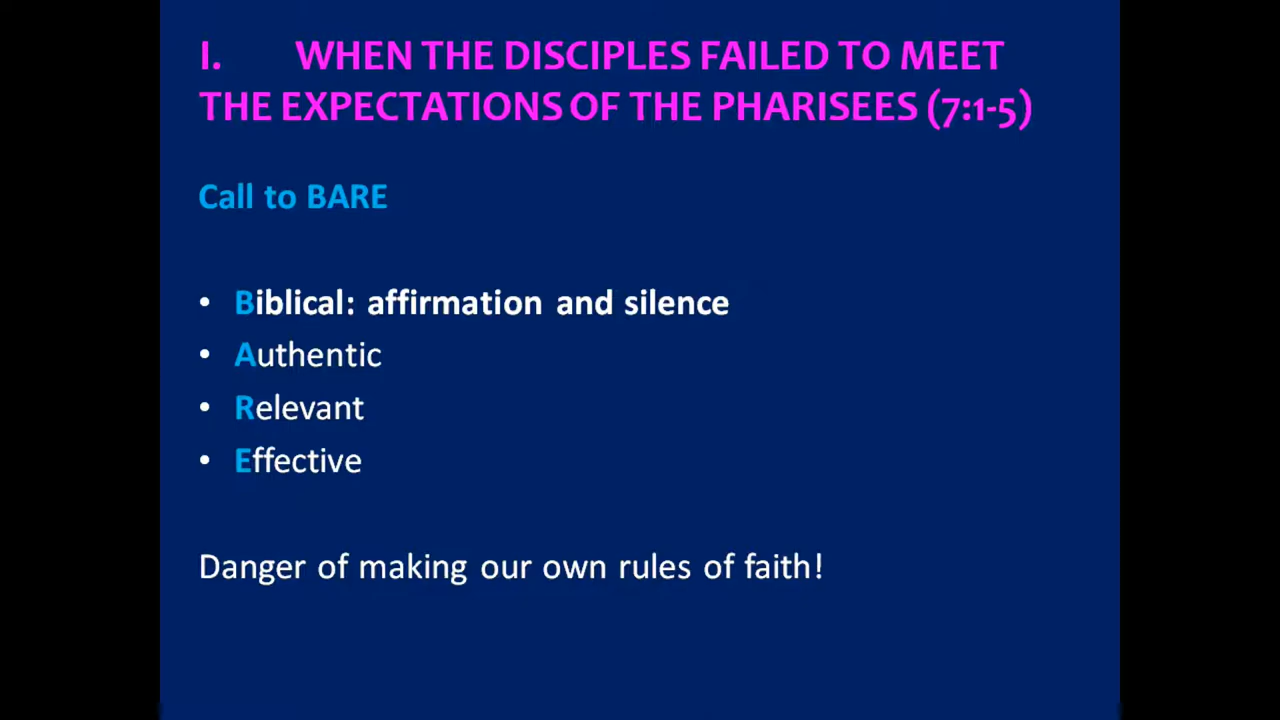 I. WHEN THE DISCIPLES FAILED TO MEET
THE EXPECTATIONS OF THE PHARISEES (7:1-5)
Call to BARE
• Biblical: affirmation and silence
• Authentic
• Relevant
• Effective
Danger of making our own rules of faith!